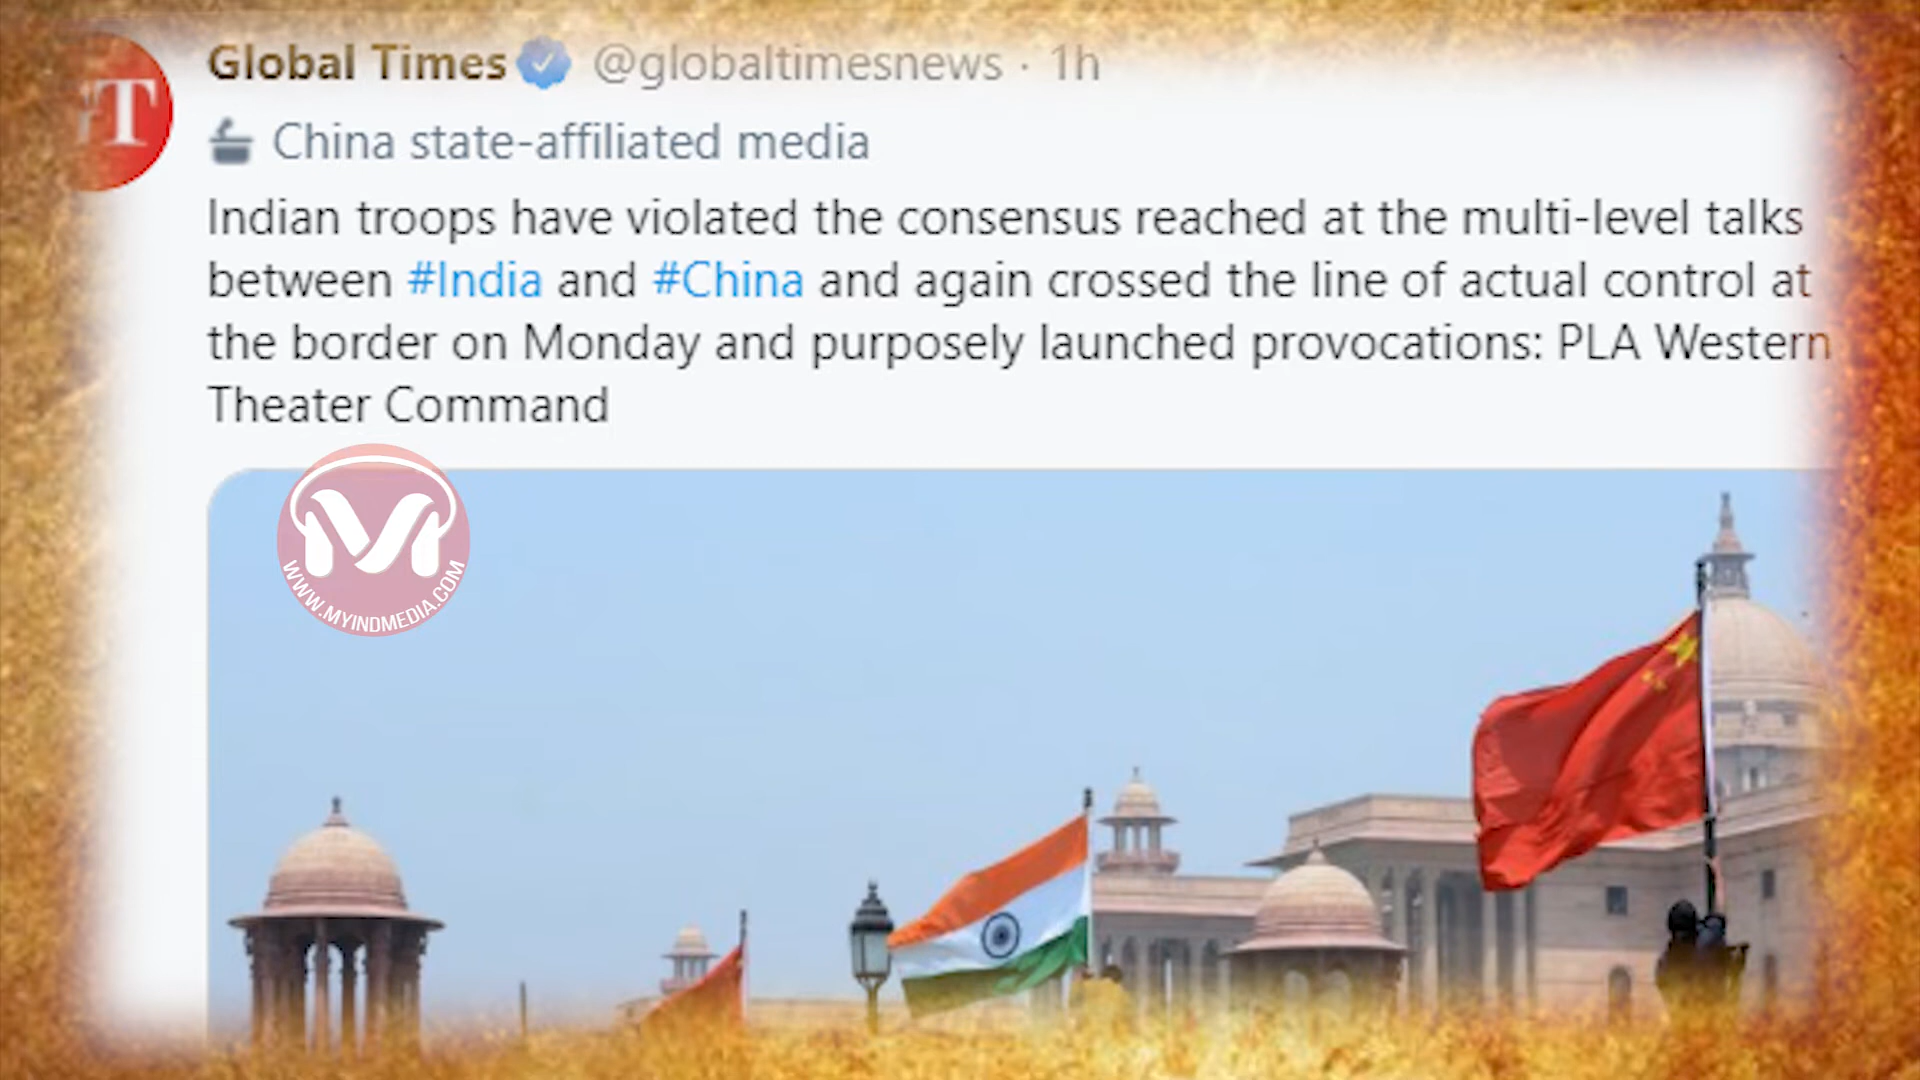 Global Times @globaltimesnews · 1h
T
China state-affiliated media
Indian troops have violated the consensus reached at the multi-level talks
between #India and #China and again crossed the line of actual control at
the border on Monday and purposely launched provocations: PLA Western
Theater Command
M
WWW.MYINDMEDIA.COM